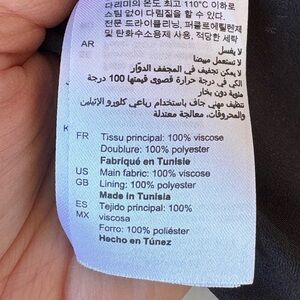 다리미의 온도 최고 110°C 이하로
스팀 없이 다림질을 할 수 있다.
전문 드라이클리닝, 퍼클로에틸렌제
및 탄화수소용제 사용, 적당한 세탁
AR لا يغسل
لا تستعمل مبيضا
لا يمكن تجفيف في المجفف الدوّار
الكي في درجة حرارة قصوى قيمتها 100 درجة
مئوية دون بخار
تنظيف مهني جاف باستخدام رباعي كلورو الإثيلين
والمحروقات. معالجة معتدلة
FR Tissu principal: 100% viscose
Doublure: 100% polyester
Fabriqué en Tunisie
US Main fabric: 100% viscose
GB Lining: 100% polyester
Made in Tunisia
ES Tejido principal: 100%
MX viscosa
Forro: 100% poliéster
Hecho en Túnez